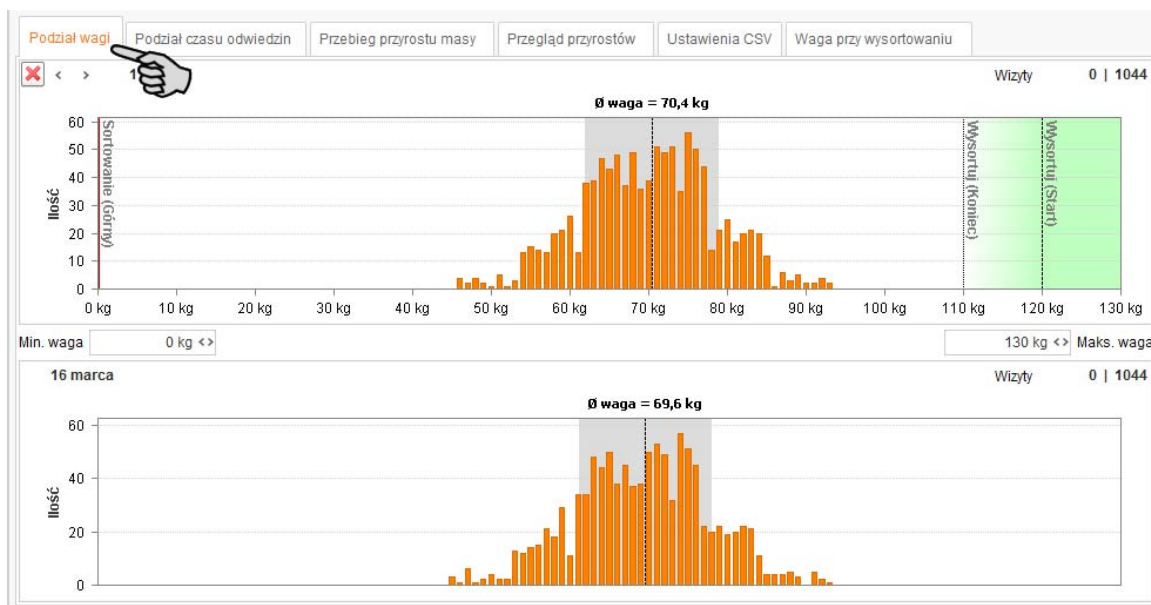 Podział wagi Podział czasu odwiedzin Przebieg przyrostu masy Przegląd przyrostów Ustawienia CSV Waga przy wysortowaniu
< > Wizyty 0 | 1044
Ø waga = 70,4 kg
60
50
40
30
20
10
0
Ilość
Sortowanie (Górny)
Wysortuj (Koniec)
Wysortuj (Start)
0 kg 10 kg 20 kg 30 kg 40 kg 50 kg 60 kg 70 kg 80 kg 90 kg 100 kg 110 kg 120 kg 130 kg
Min. waga 0 kg <> 130 kg <> Maks. waga
16 marca Wizyty 0 | 1044
Ø waga = 69,6 kg
60
40
20
0
Ilość